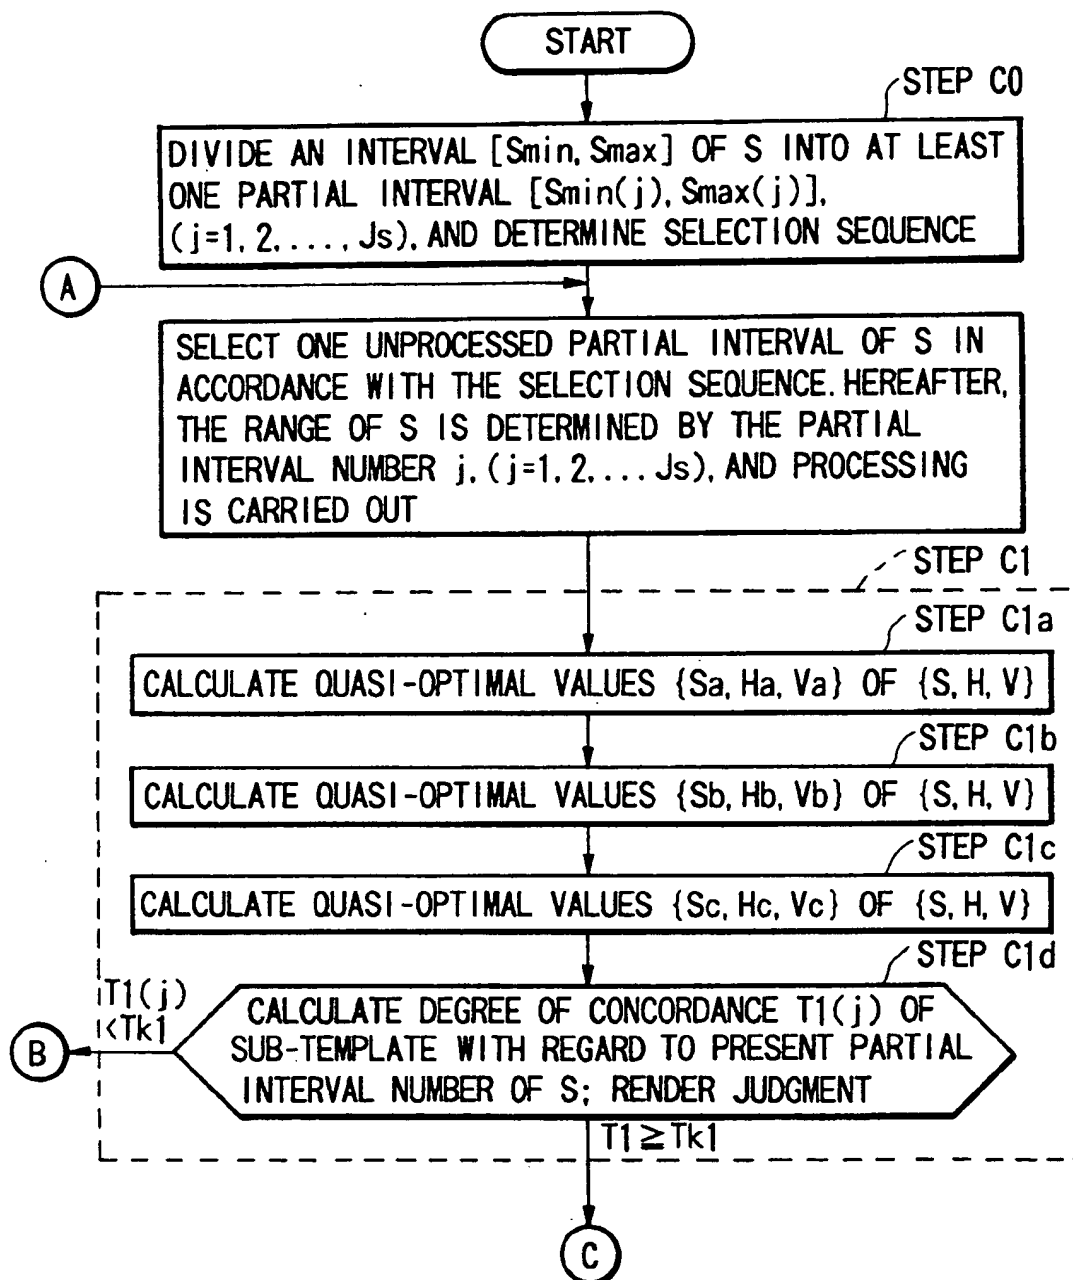 START
STEP C0
DIVIDE AN INTERVAL [Smin, Smax] OF S INTO AT LEAST
ONE PARTIAL INTERVAL [Smin(j), Smax(j)],
(j=1, 2, ..., Js), AND DETERMINE SELECTION SEQUENCE
A
SELECT ONE UNPROCESSED PARTIAL INTERVAL OF S IN
ACCORDANCE WITH THE SELECTION SEQUENCE. HEREAFTER,
THE RANGE OF S IS DETERMINED BY THE PARTIAL
INTERVAL NUMBER j, (j=1, 2, ... Js), AND PROCESSING
IS CARRIED OUT
STEP C1
STEP C1a
CALCULATE QUASI-OPTIMAL VALUES {Sa, Ha, Va} OF {S, H, V}
STEP C1b
CALCULATE QUASI-OPTIMAL VALUES {Sb, Hb, Vb} OF {S, H, V}
STEP C1c
CALCULATE QUASI-OPTIMAL VALUES {Sc, Hc, Vc} OF {S, H, V}
STEP C1d
T1(j)
<Tk1
B
CALCULATE DEGREE OF CONCORDANCE T1(j) OF
SUB-TEMPLATE WITH REGARD TO PRESENT PARTIAL
INTERVAL NUMBER OF S; RENDER JUDGMENT
T1≧Tk1
C